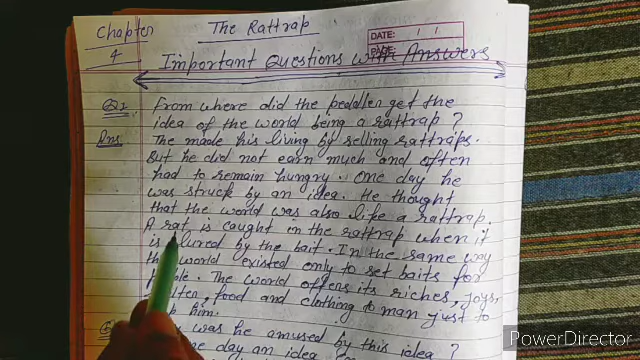 Chapter
4
The Rattrap
DATE: / /
PAGE:
Important Questions with Answers
Q1. From where did the peddler get the
idea of the world being a rattrap?
Ans The made his living by selling rattraps.
But he did not earn much and often
had to remain hungry. One day he
was struck by an idea. He thought
that the world was also like a rattrap.
A rat is caught in the rattrap when it
is lured by the bait. In the same way
the world existed only to set baits for
The world offers its riches, joys,
food and clothing to man just to
him.
was he amused by this idea?
one day an idea
PowerDirector